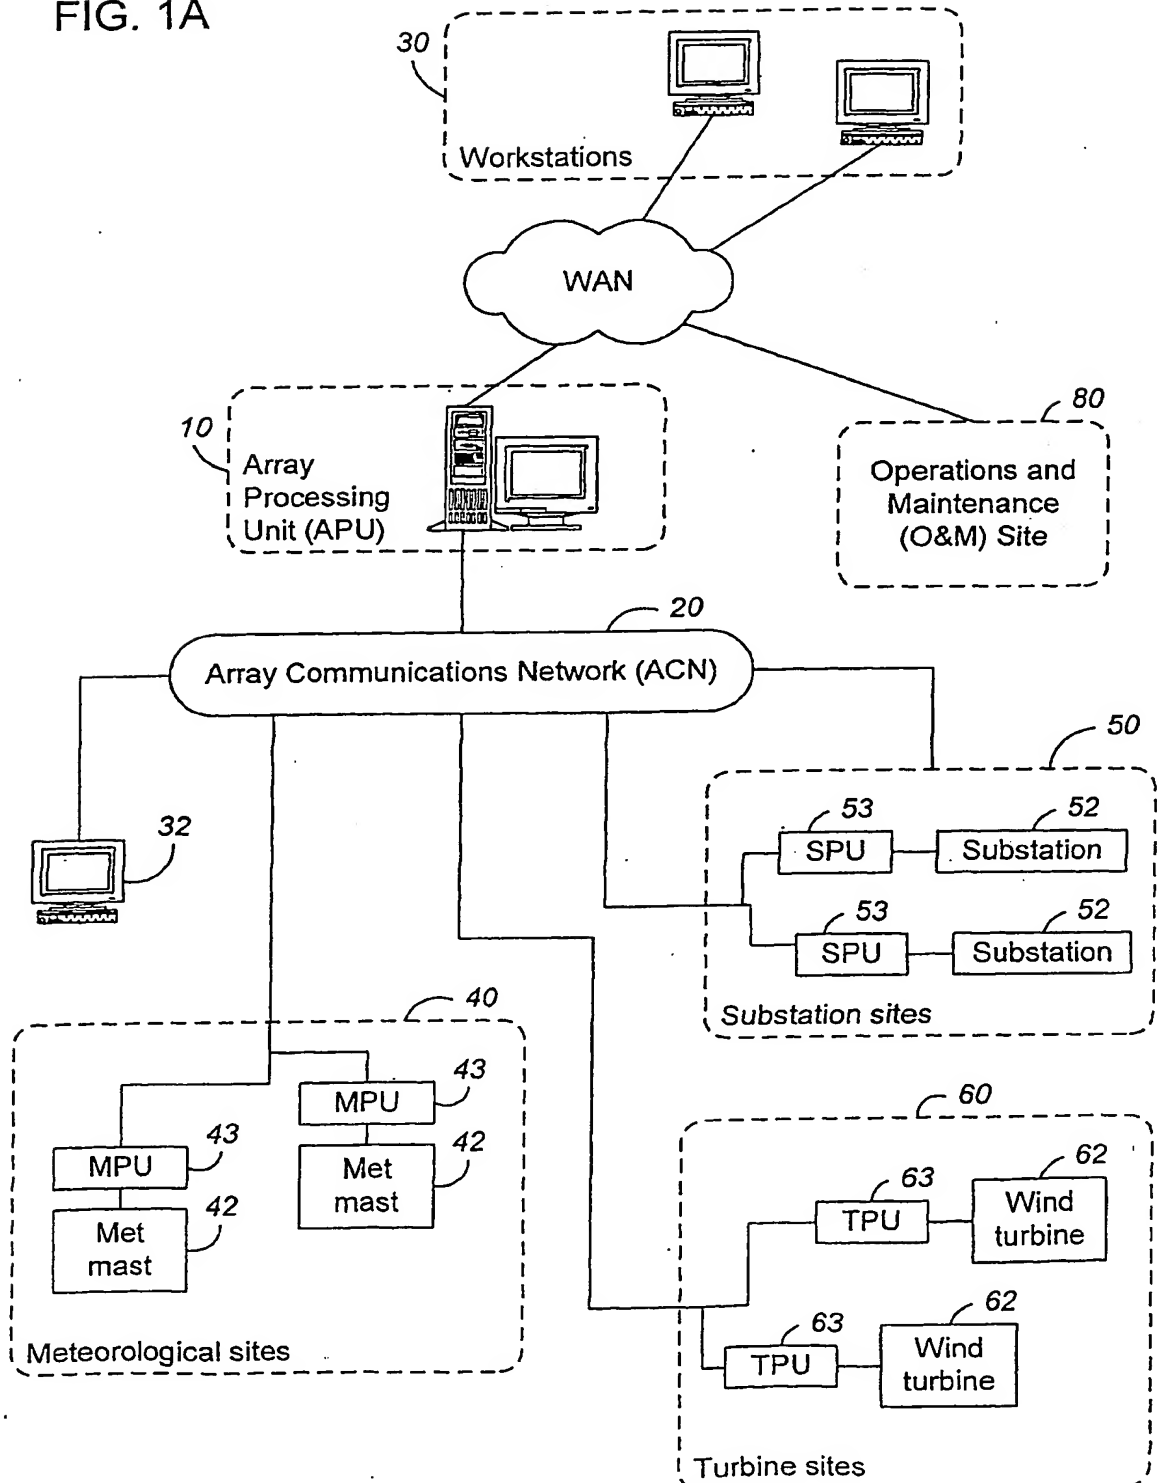 FIG. 1A
30
Workstations
WAN
10
Array
Processing
Unit (APU)
80
Operations and
Maintenance
(O&M) Site
20
Array Communications Network (ACN)
32
50
53
SPU
52
Substation
53
SPU
52
Substation
Substation sites
40
43
MPU
42
Met
mast
43
MPU
42
Met
mast
Meteorological sites
60
63
TPU
62
Wind
turbine
63
TPU
62
Wind
turbine
Turbine sites